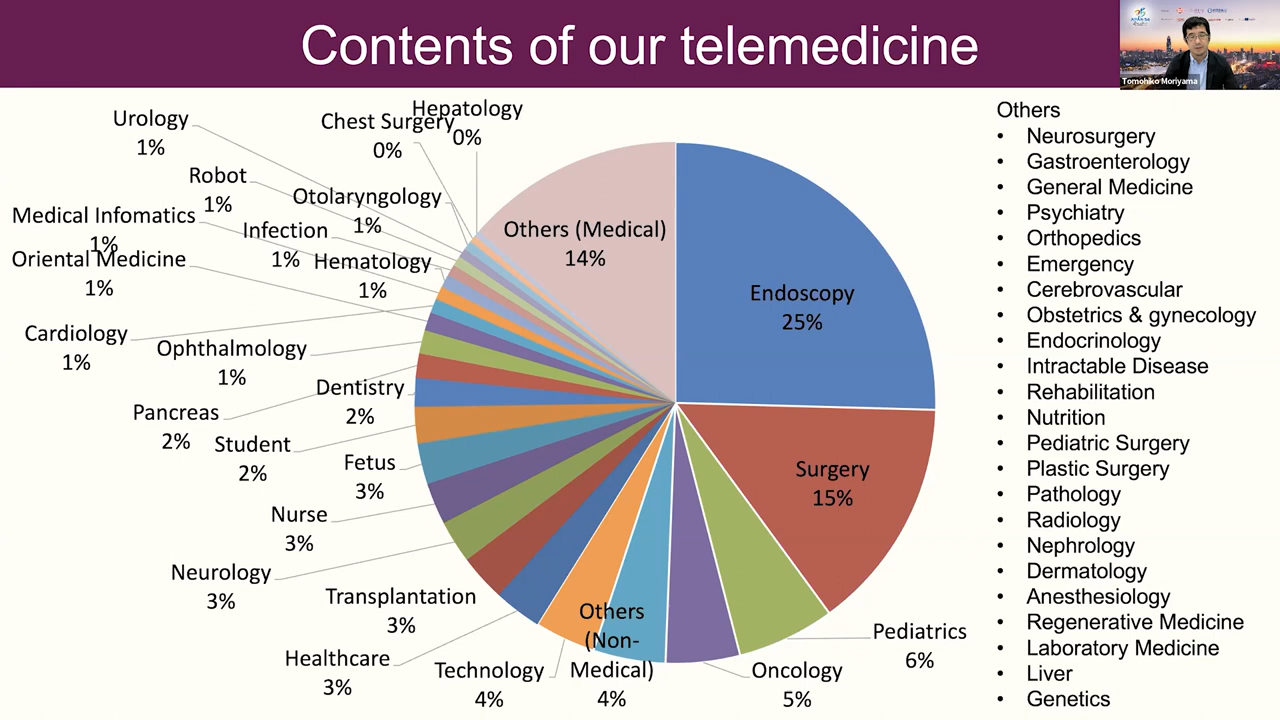 Contents of our telemedicine
Tomohiko Moriyama
Urology
1%
Chest Surgery
0%
Hepatology
0%
Robot
1%
Otolaryngology
1%
Medical Infomatics
1%
Infection
1%
Oriental Medicine
1%
Hematology
1%
Cardiology
1%
Ophthalmology
1%
Dentistry
2%
Pancreas
2%
Student
2%
Fetus
3%
Nurse
3%
Neurology
3%
Transplantation
3%
Healthcare
3%
Technology
4%
Others
(Non-
Medical)
4%
Oncology
5%
Pediatrics
6%
Surgery
15%
Endoscopy
25%
Others (Medical)
14%
Others
• Neurosurgery
• Gastroenterology
• General Medicine
• Psychiatry
• Orthopedics
• Emergency
• Cerebrovascular
• Obstetrics & gynecology
• Endocrinology
• Intractable Disease
• Rehabilitation
• Nutrition
• Pediatric Surgery
• Plastic Surgery
• Pathology
• Radiology
• Nephrology
• Dermatology
• Anesthesiology
• Regenerative Medicine
• Laboratory Medicine
• Liver
• Genetics